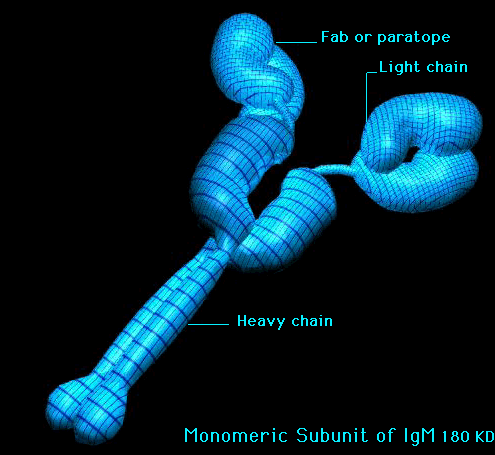 Fab or paratope
Light chain
Heavy chain
Monomeric Subunit of IgM 180 KD